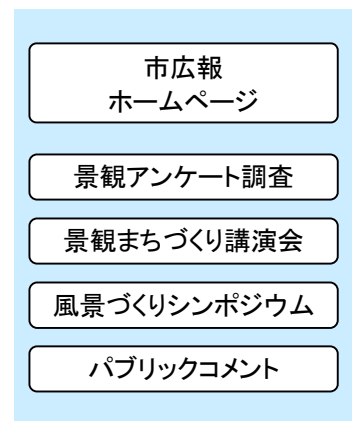 市広報
ホームページ
景観アンケート調査
景観まちづくり講演会
風景づくりシンポジウム
パブリックコメント